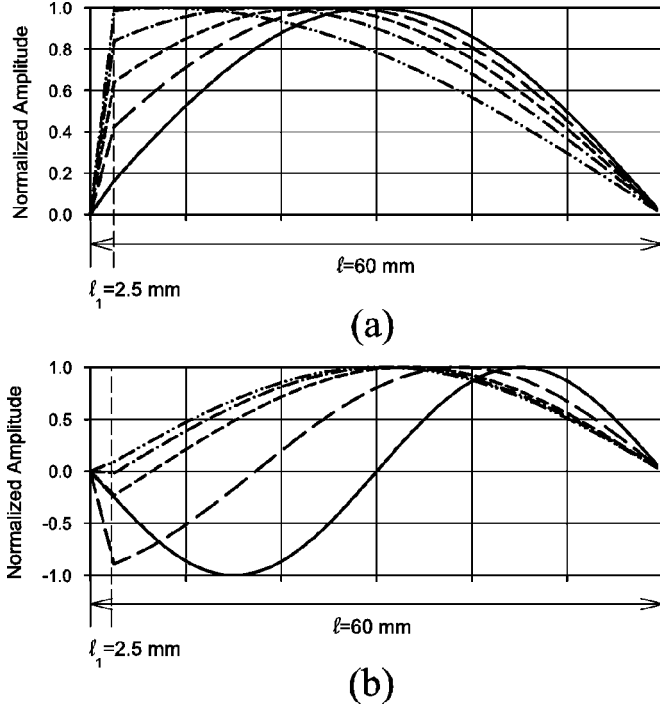 Normalized Amplitude
1.0
0.8
0.6
0.4
0.2
0.0
ℓ=60 mm
ℓ1=2.5 mm
(a)
Normalized Amplitude
1.0
0.5
0.0
-0.5
-1.0
ℓ=60 mm
ℓ1=2.5 mm
(b)